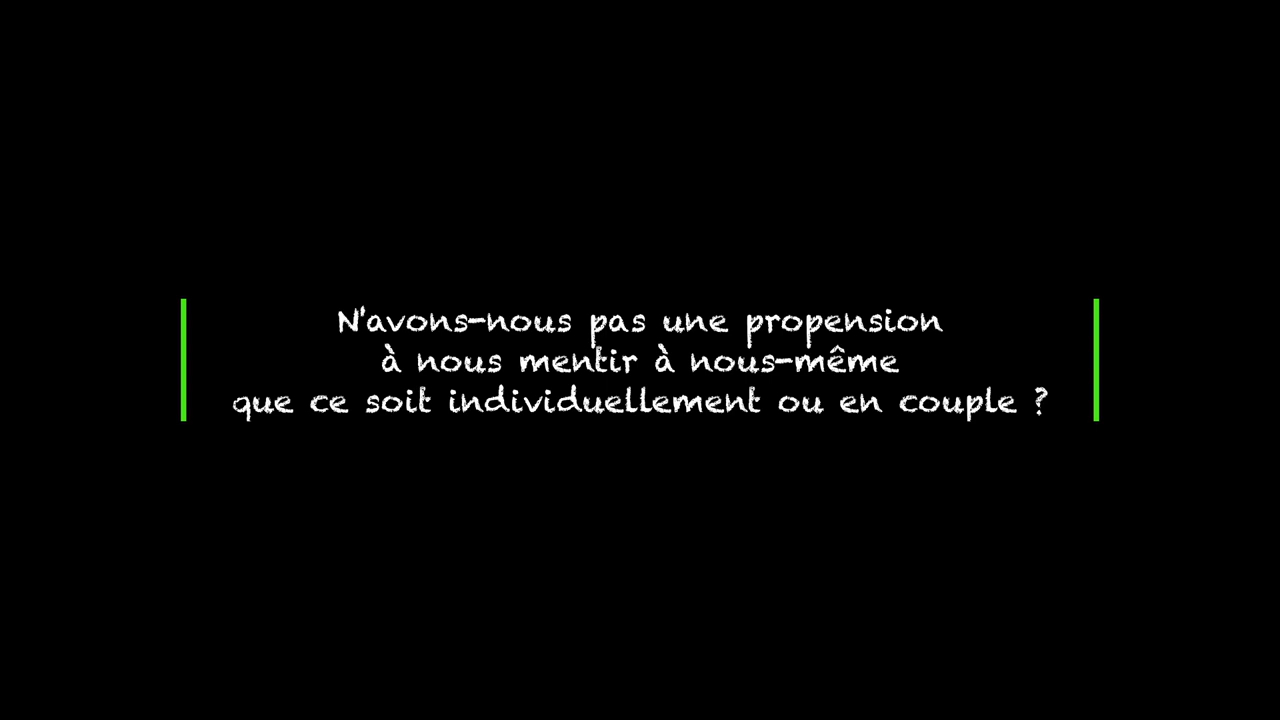 N'avons-nous pas une propension
à nous mentir à nous-même
que ce soit individuellement ou en couple ?